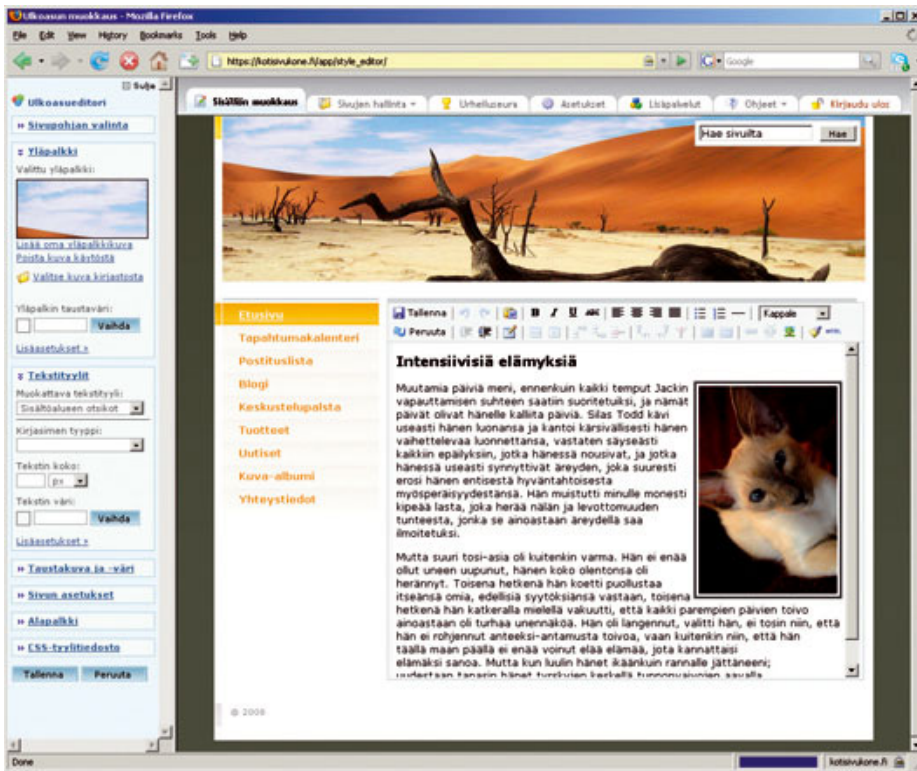 Ulkoasun muokkaus - Mozilla Firefox
File Edit View History Bookmarks Tools Help
https://kotisivukone.fi/app/style_editor/
Google
Sulje
Ulkoasueditori
Sivupohjan valinta
Yläpalkki
Valittu yläpalkki:
Lisää oma yläpalkkikuva
Poista kuva käytöstä
Valitse kuva kirjastosta
Yläpalkin taustaväri:
Vaihda
Lisäasetukset »
Tekstityylit
Muokattava tekstityyli:
Sisältöalueen otsikot
Kirjasimen tyyppi:
Tekstin koko:
px
Tekstin väri:
Vaihda
Lisäasetukset »
Taustakuva ja -väri
Sivun asetukset
Alapalkki
CSS-tyylitiedosto
Tallenna Peruuta
Sisällön muokkaus Sivujen hallinta Urheiluseura Asetukset Lisäpalvelut Ohjeet Kirjaudu ulos
Hae sivuilta Hae
Etusivu
Tapahtumakalenteri
Postituslista
Blogi
Keskustelupalsta
Tuotteet
Uutiset
Kuva-albumi
Yhteystiedot
Tallenna B I U ABC Kappale
Peruuta HTML
Intensiivisiä elämyksiä
Muutamia päiviä meni, ennenkuin kaikki temput Jackin
vapauttamisen suhteen saatiin suoritetuiksi, ja nämät
päivät olivat hänelle kalliita päiviä. Silas Todd kävi
useasti hänen luonansa ja kantoi kärsivällisesti hänen
vaihettelevaa luonnettansa, vastaten säyseästi
kaikkiin epäilyksiin, jotka hänessä nousivat, ja jotka
hänessä useasti synnyttivät äreyden, joka suuresti
erosi hänen entisestä hyväntahtoisesta
myösperäisyydestänsä. Hän muistutti minulle monesti
kipeää lasta, joka herää nälän ja levottomuuden
tunteesta, jonka se ainoastaan äreydellä saa
ilmoitetuksi.
Mutta suuri tosi-asia oli kuitenkin varma. Hän ei enää
ollut uneen uupunut, hänen koko olentonsa oli
herännyt. Toisena hetkenä hän koetti puollustaa
itseänsä omia, edellisiä syytöksiänsä vastaan, toisena
hetkenä hän katkeralla mielellä vakuutti, että kaikki parempien päivien toivo
ainoastaan oli turhaa unennäköä. Hän oli langennut, valitti hän, ei tosin niin, että
hän ei rohjennut anteeksi-antamusta toivoa, vaan kuitenkin niin, että hän
täällä maan päällä ei enää voinut elää elämää, jota kannattaisi
elämäksi sanoa. Mutta kun luulin hänet ikäänkuin rannalle jättäneeni;
uudestaan tapasin hänet tyrskyjen keskellä
© 2008
Done
kotisivukone.fi